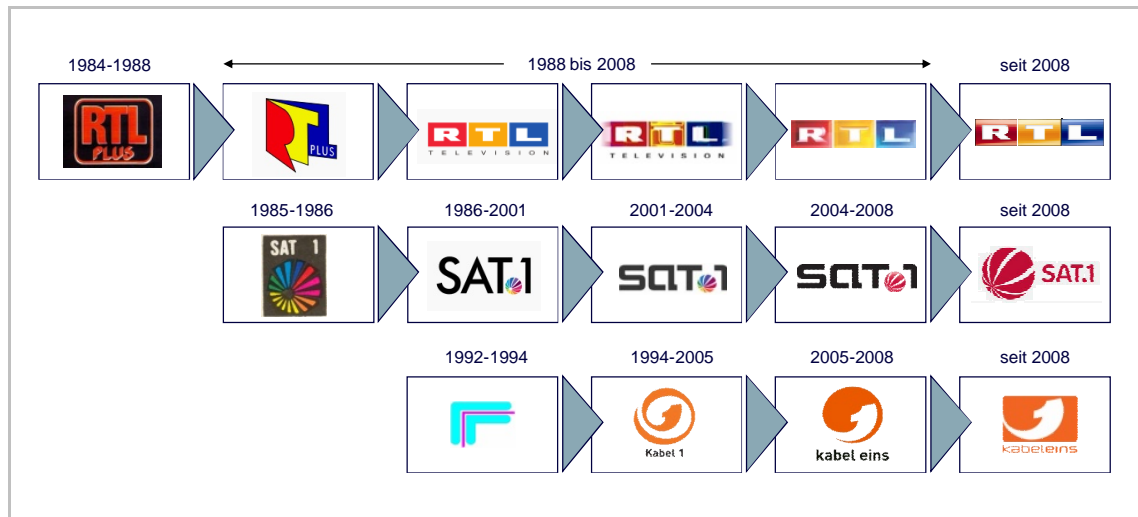 1984-1988
1988 bis 2008
seit 2008
RTL
PLUS
RTL
PLUS
RTL
TELEVISION
RTL
TELEVISION
RTL
RTL
1985-1986
1986-2001
2001-2004
2004-2008
seit 2008
SAT 1
SAT.1
SAT.1
SAT.1
SAT.1
1992-1994
1994-2005
2005-2008
seit 2008
Kabel 1
kabel eins
kabeleins